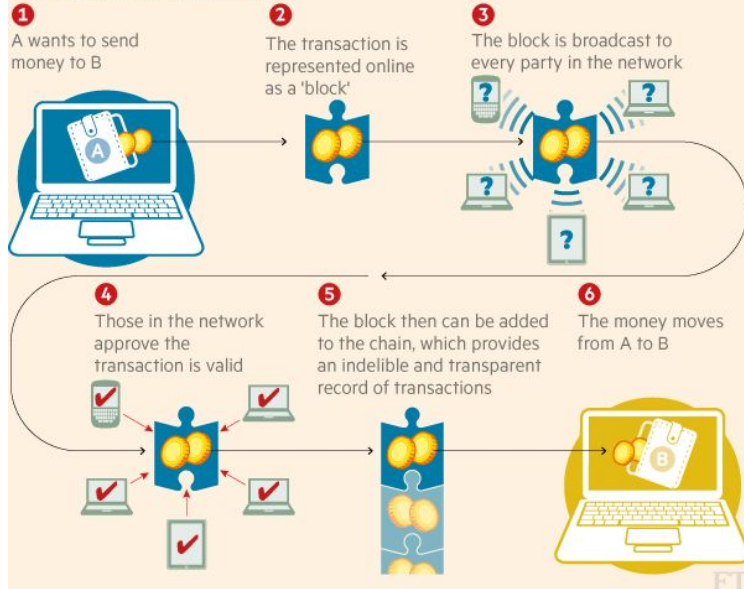 1
A wants to send
money to B
2
The transaction is
represented online
as a 'block'
3
The block is broadcast to
every party in the network
A
?
?
?
?
?
4
Those in the network
approve the
transaction is valid
5
The block then can be added
to the chain, which provides
an indelible and transparent
record of transactions
6
The money moves
from A to B
B
FT